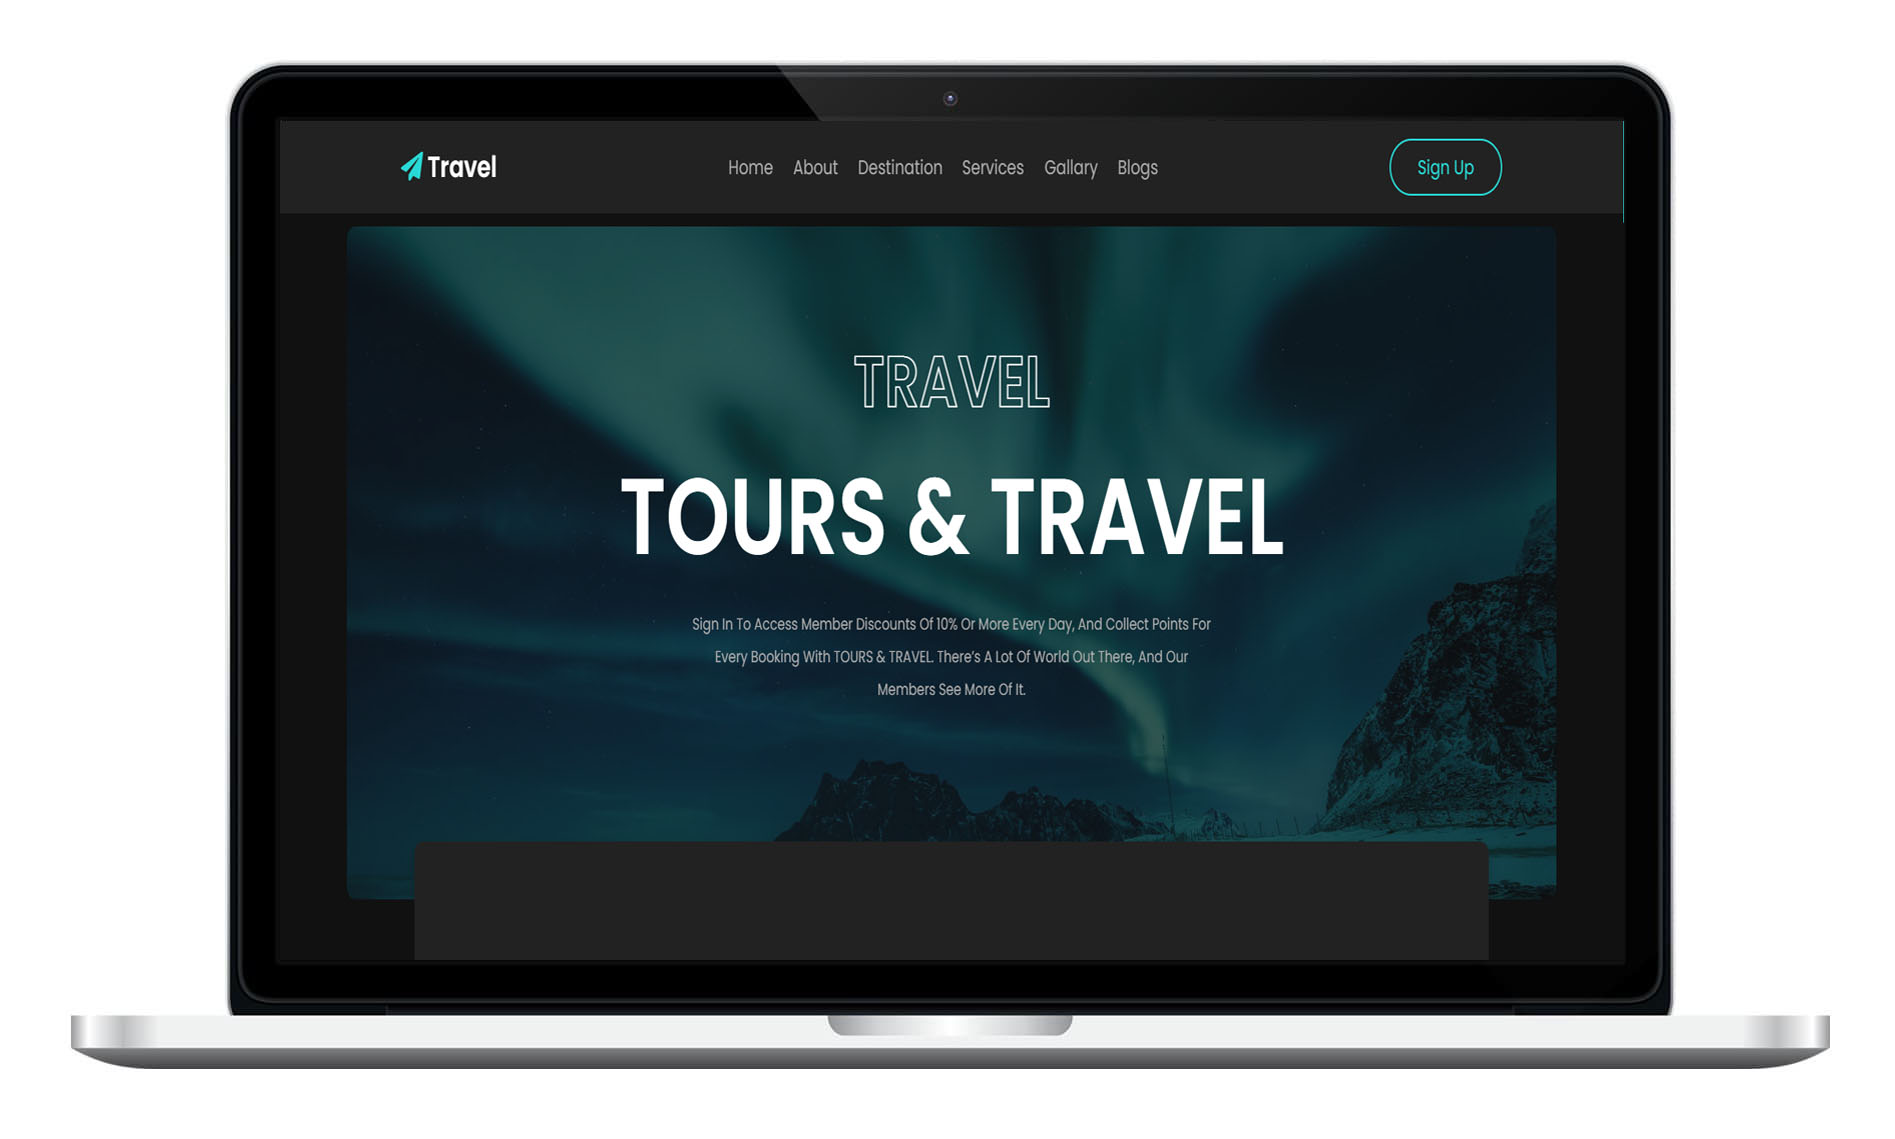 Travel
Home About Destination Services Gallary Blogs
Sign Up
TRAVEL
TOURS & TRAVEL
Sign In To Access Member Discounts Of 10% Or More Every Day, And Collect Points For
Every Booking With TOURS & TRAVEL. There's A Lot Of World Out There, And Our
Members See More Of It.